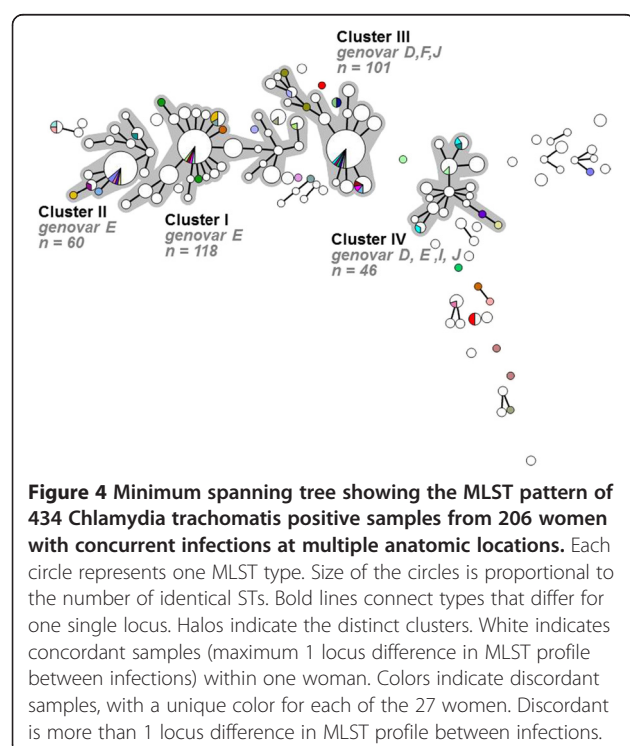 Cluster III
genovar D,F,J
n = 101
Cluster II
genovar E
n = 60
Cluster I
genovar E
n = 118
Cluster IV
genovar D, E ,I, J
n = 46
Figure 4 Minimum spanning tree showing the MLST pattern of
434 Chlamydia trachomatis positive samples from 206 women
with concurrent infections at multiple anatomic locations. Each
circle represents one MLST type. Size of the circles is proportional to
the number of identical STs. Bold lines connect types that differ for
one single locus. Halos indicate the distinct clusters. White indicates
concordant samples (maximum 1 locus difference in MLST profile
between infections) within one woman. Colors indicate discordant
samples, with a unique color for each of the 27 women. Discordant
is more than 1 locus difference in MLST profile between infections.